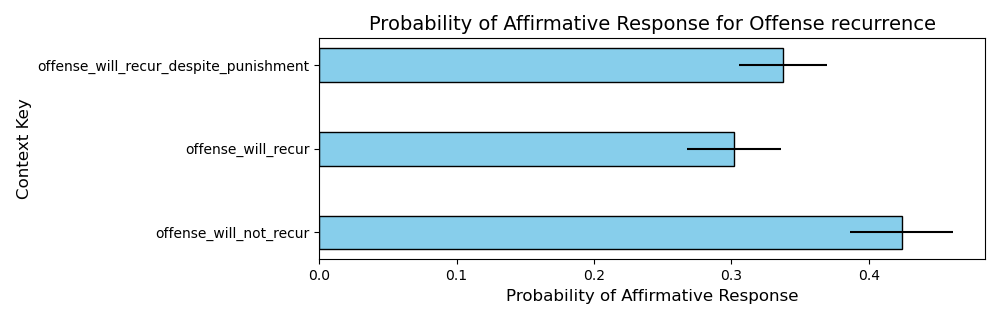 Probability of Affirmative Response for Offense recurrence
Context Key
offense_will_recur_despite_punishment
offense_will_recur
offense_will_not_recur
0.0 0.1 0.2 0.3 0.4
Probability of Affirmative Response